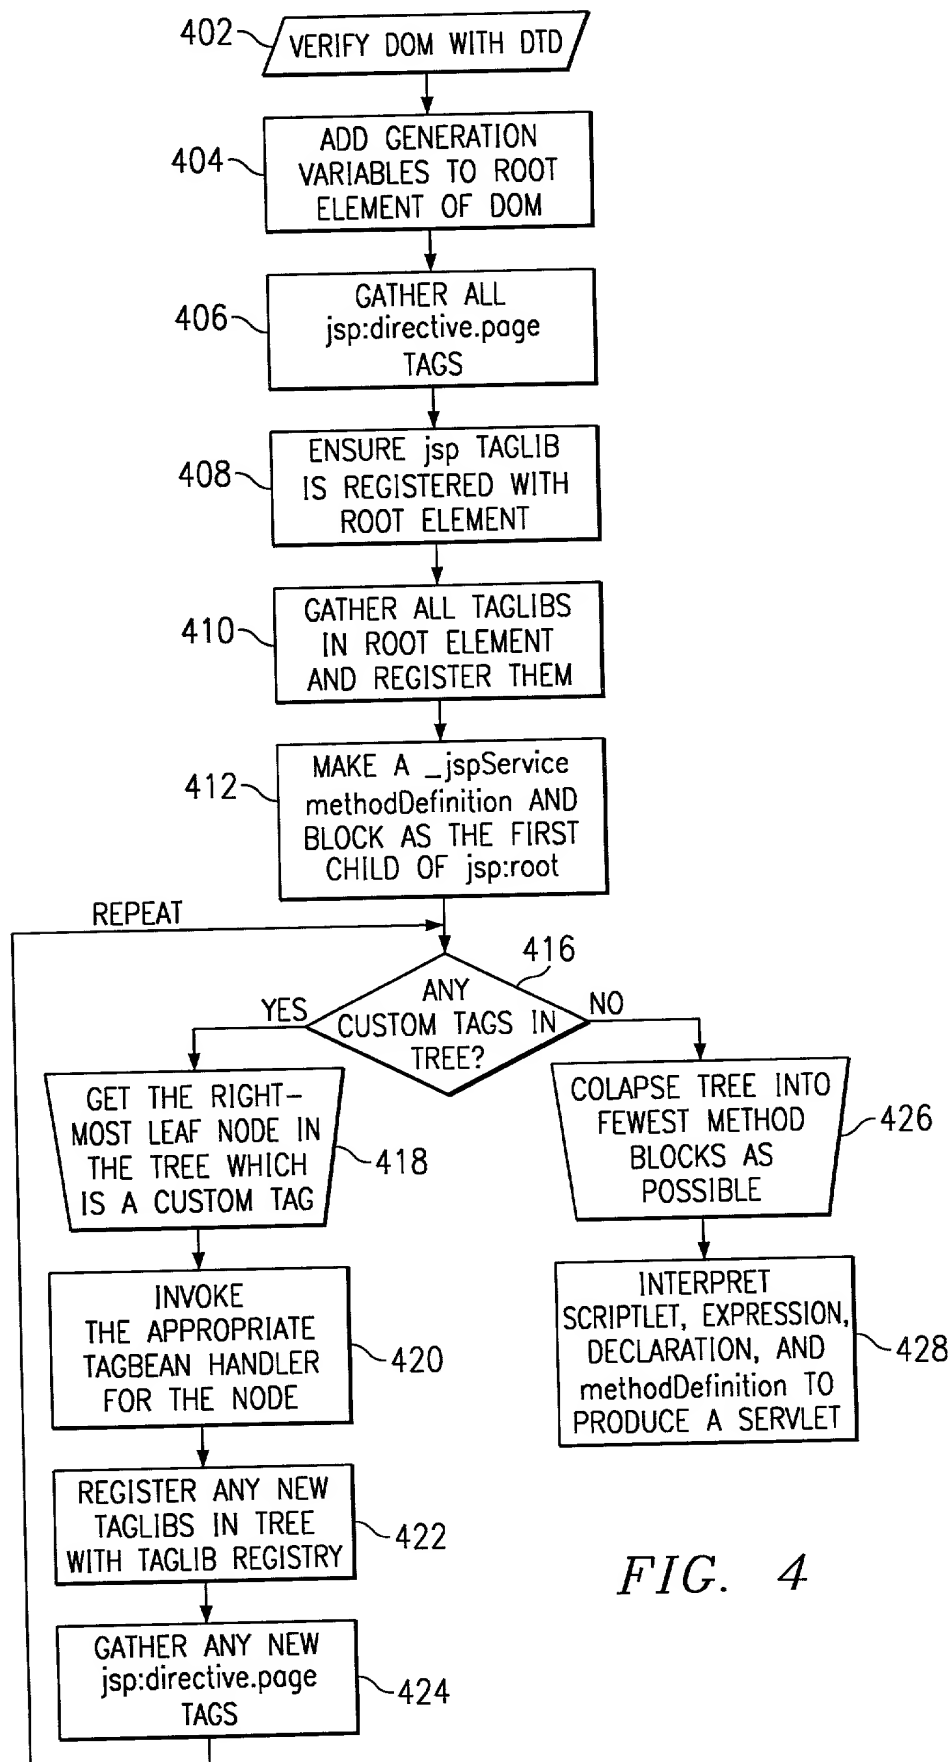 402
VERIFY DOM WITH DTD
404
ADD GENERATION
VARIABLES TO ROOT
ELEMENT OF DOM
406
GATHER ALL
jsp:directive.page
TAGS
408
ENSURE jsp TAGLIB
IS REGISTERED WITH
ROOT ELEMENT
410
GATHER ALL TAGLIBS
IN ROOT ELEMENT
AND REGISTER THEM
412
MAKE A _jspService
methodDefinition AND
BLOCK AS THE FIRST
CHILD OF jsp:root
REPEAT
416
ANY
CUSTOM TAGS IN
TREE?
YES
NO
GET THE RIGHT-
MOST LEAF NODE IN
THE TREE WHICH
IS A CUSTOM TAG
418
COLAPSE TREE INTO
FEWEST METHOD
BLOCKS AS
POSSIBLE
426
INVOKE
THE APPROPRIATE
TAGBEAN HANDLER
FOR THE NODE
420
INTERPRET
SCRIPTLET, EXPRESSION,
DECLARATION, AND
methodDefinition TO
PRODUCE A SERVLET
428
REGISTER ANY NEW
TAGLIBS IN TREE
WITH TAGLIB REGISTRY
422
GATHER ANY NEW
jsp:directive.page
TAGS
424
FIG. 4